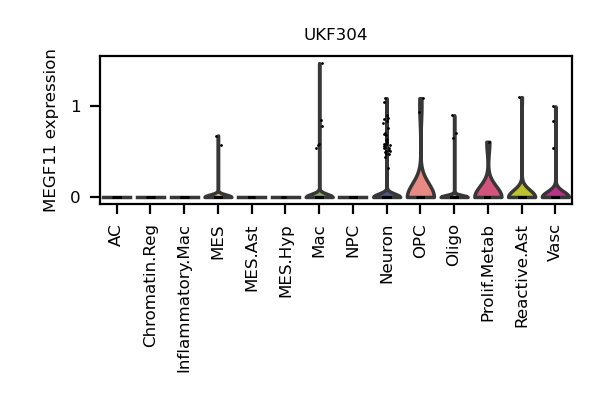 UKF304
MEGF11 expression
1
0
AC
Chromatin.Reg
Inflammatory.Mac
MES
MES.Ast
MES.Hyp
Mac
NPC
Neuron
OPC
Oligo
Prolif.Metab
Reactive.Ast
Vasc